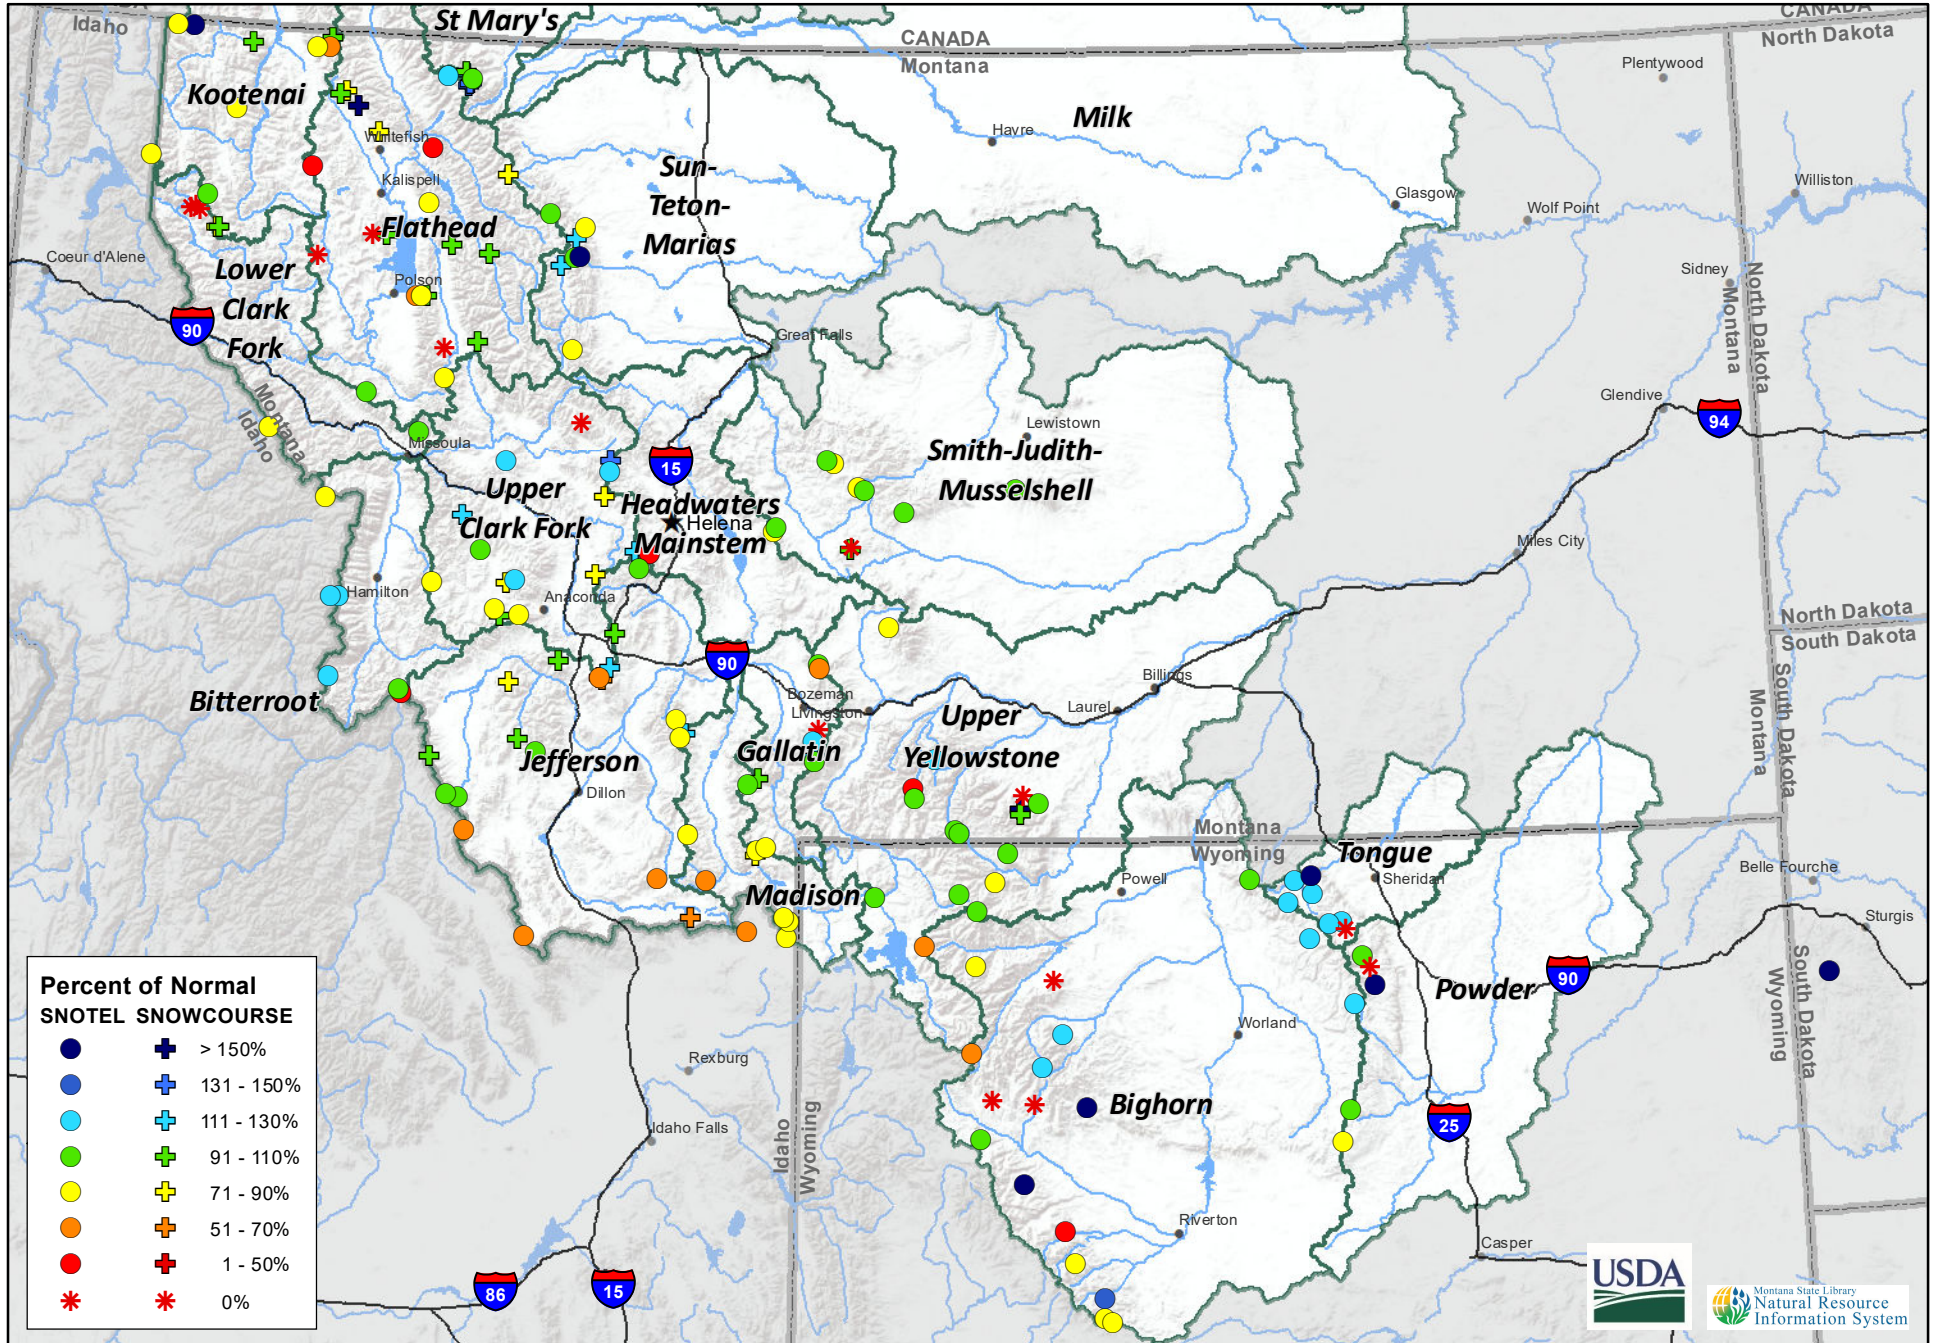 CANADA
Idaho
St Mary's
CANADA
Montana
CANADA
North Dakota
Plentywood
Kootenai
Milk
Havre
Whitefish
Sun-
Teton-
Marias
Kalispell
Glasgow
Williston
Wolf Point
Flathead
Coeur d'Alene
Lower
Clark
Fork
Polson
Sidney
North Dakota
Montana
90
Great Falls
Montana
Idaho
Glendive
94
Lewistown
Missoula
Smith-Judith-
Musselshell
15
Upper
Clark Fork
Headwaters
Mainstem
Helena
Miles City
Hamilton
Anaconda
North Dakota
South Dakota
90
Billings
Bitterroot
Bozeman
Livingston
Laurel
Upper
Yellowstone
South Dakota
Montana
Jefferson
Gallatin
Dillon
Montana
Wyoming
Tongue
Sheridan
Belle Fourche
Madison
Powell
Sturgis
Powder
90
South Dakota
Wyoming
Percent of Normal
SNOTEL SNOWCOURSE
> 150%
131 - 150%
111 - 130%
91 - 110%
71 - 90%
51 - 70%
1 - 50%
0%
Worland
Rexburg
Bighorn
25
Idaho Falls
Idaho
Wyoming
Riverton
Casper
86
15
USDA
Montana State Library
Natural Resource
Information System